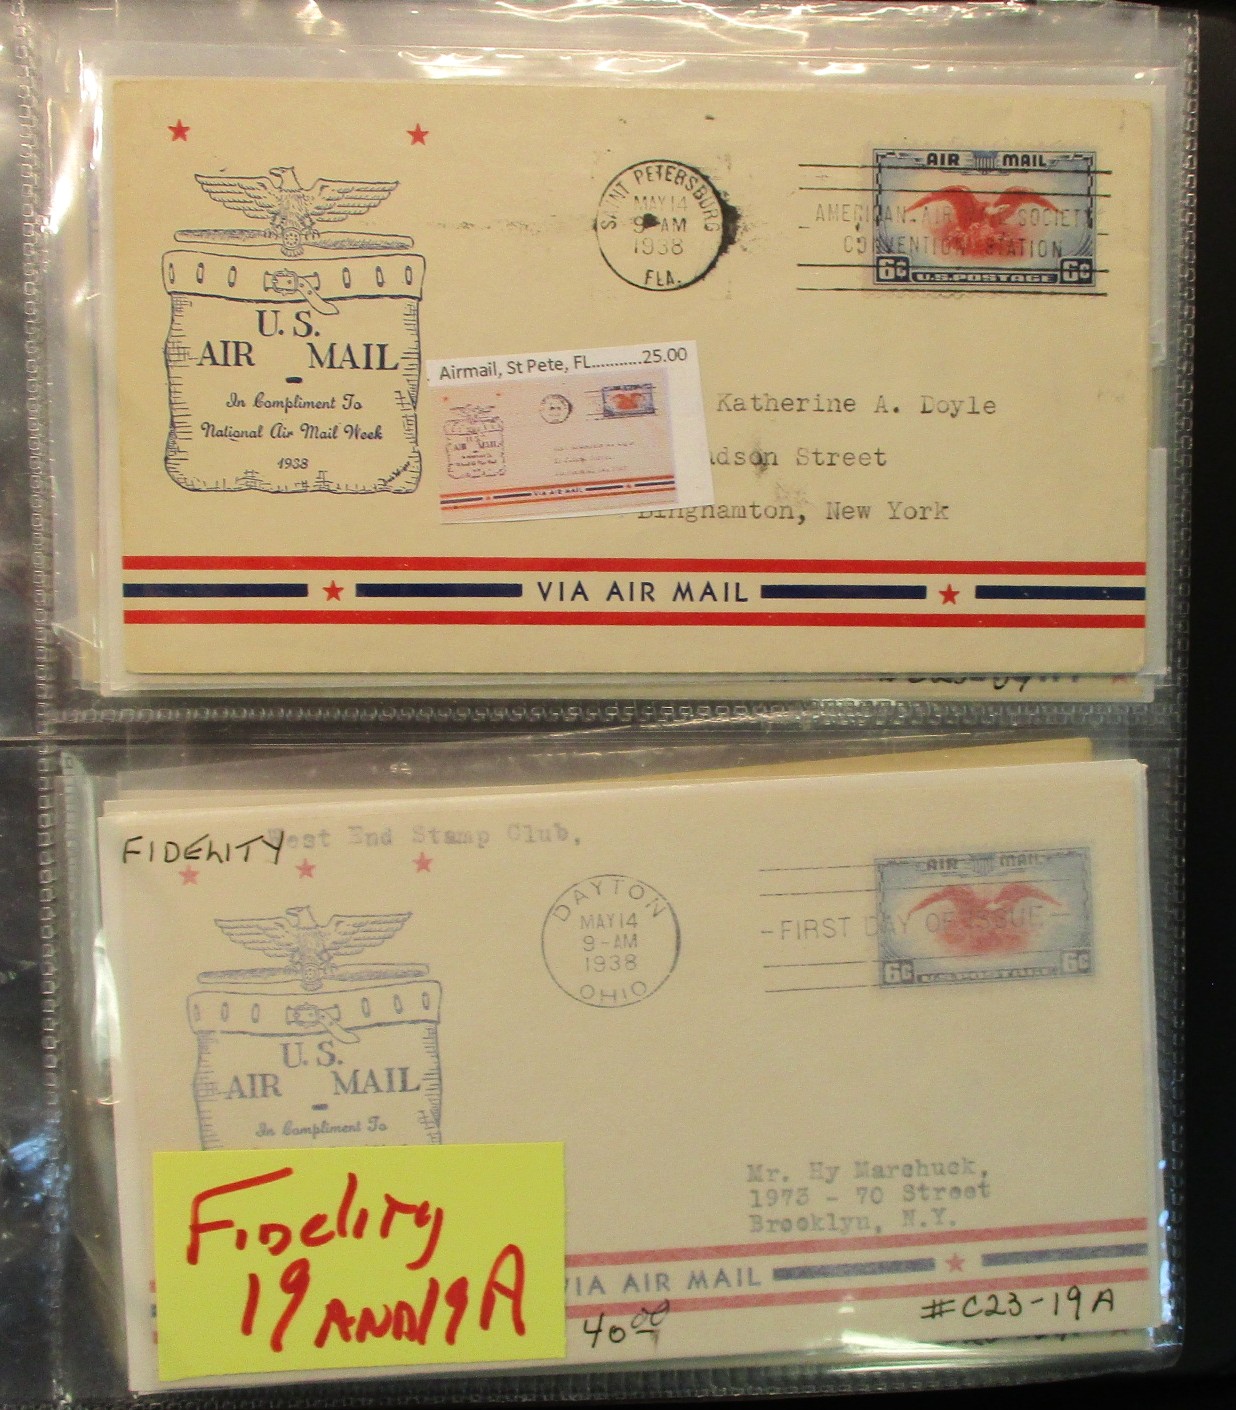 SAINT PETERSBURG
MAY 14
9 - AM
1938
FLA.
AIR MAIL
AMERICAN AIR SOCIETY
CONVENTION STATION
6¢ U.S. POSTAGE 6¢
U. S.
AIR MAIL
In Compliment To
National Air Mail Week
1938
Airmail, St Pete, FL...........25.00
VIA AIR MAIL
Katherine A. Doyle
dson Street
Binghamton, New York
VIA AIR MAIL
FIDELITY
West End Stamp Club,
DAYTON
MAY 14
9 - AM
1938
OHIO
AIR MAIL
- FIRST DAY OF ISSUE -
6¢ U.S. POSTAGE 6¢
U. S.
AIR MAIL
In Compliment To
Mr. Hy Marchuck,
1973 - 70 Street
Brooklyn, N.Y.
Fidelity
19 AND 19A
VIA AIR MAIL
40 00
#C23-19A